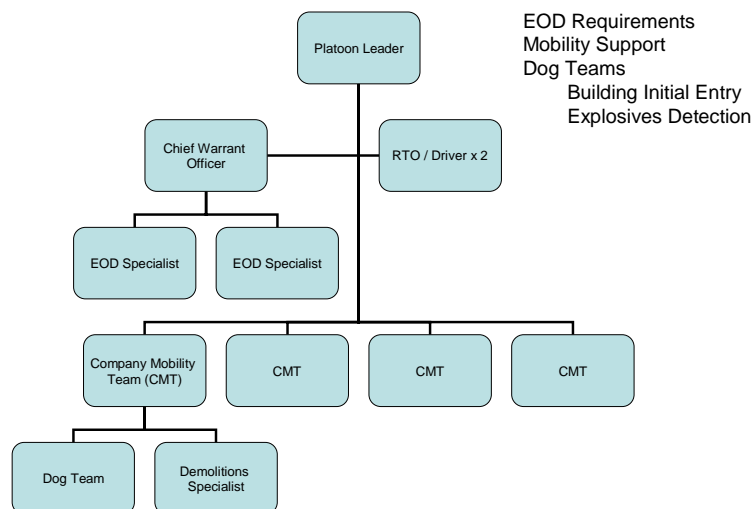 Platoon Leader
EOD Requirements
Mobility Support
Dog Teams
Building Initial Entry
Explosives Detection
Chief Warrant
Officer
RTO / Driver x 2
EOD Specialist
EOD Specialist
Company Mobility
Team (CMT)
CMT
CMT
CMT
Dog Team
Demolitions
Specialist